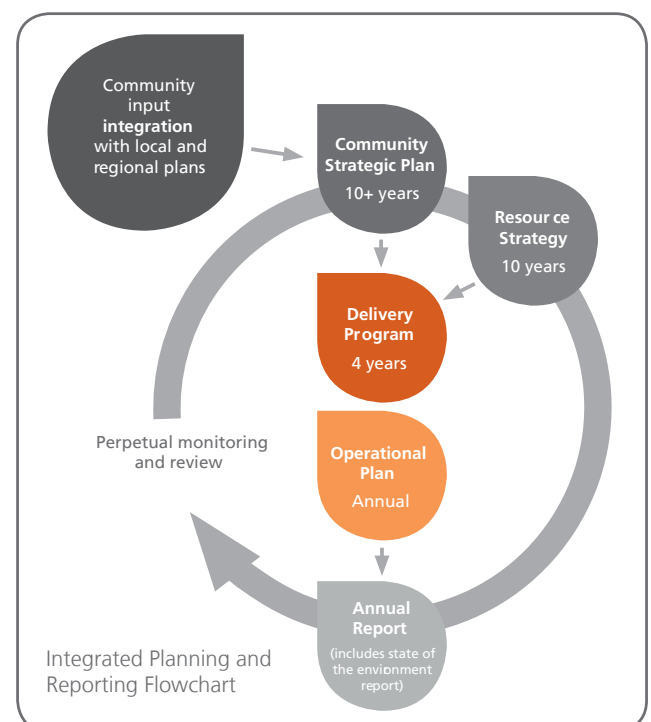 Community
input
integration
with local and
regional plans
Community
Strategic Plan
10+ years
Resour ce
Strategy
10 years
Delivery
Program
4 years
Perpetual monitoring
and review
Operational
Plan
Annual
Annual
Report
(includes state of
the envionment
report)
Integrated Planning and
Reporting Flowchart